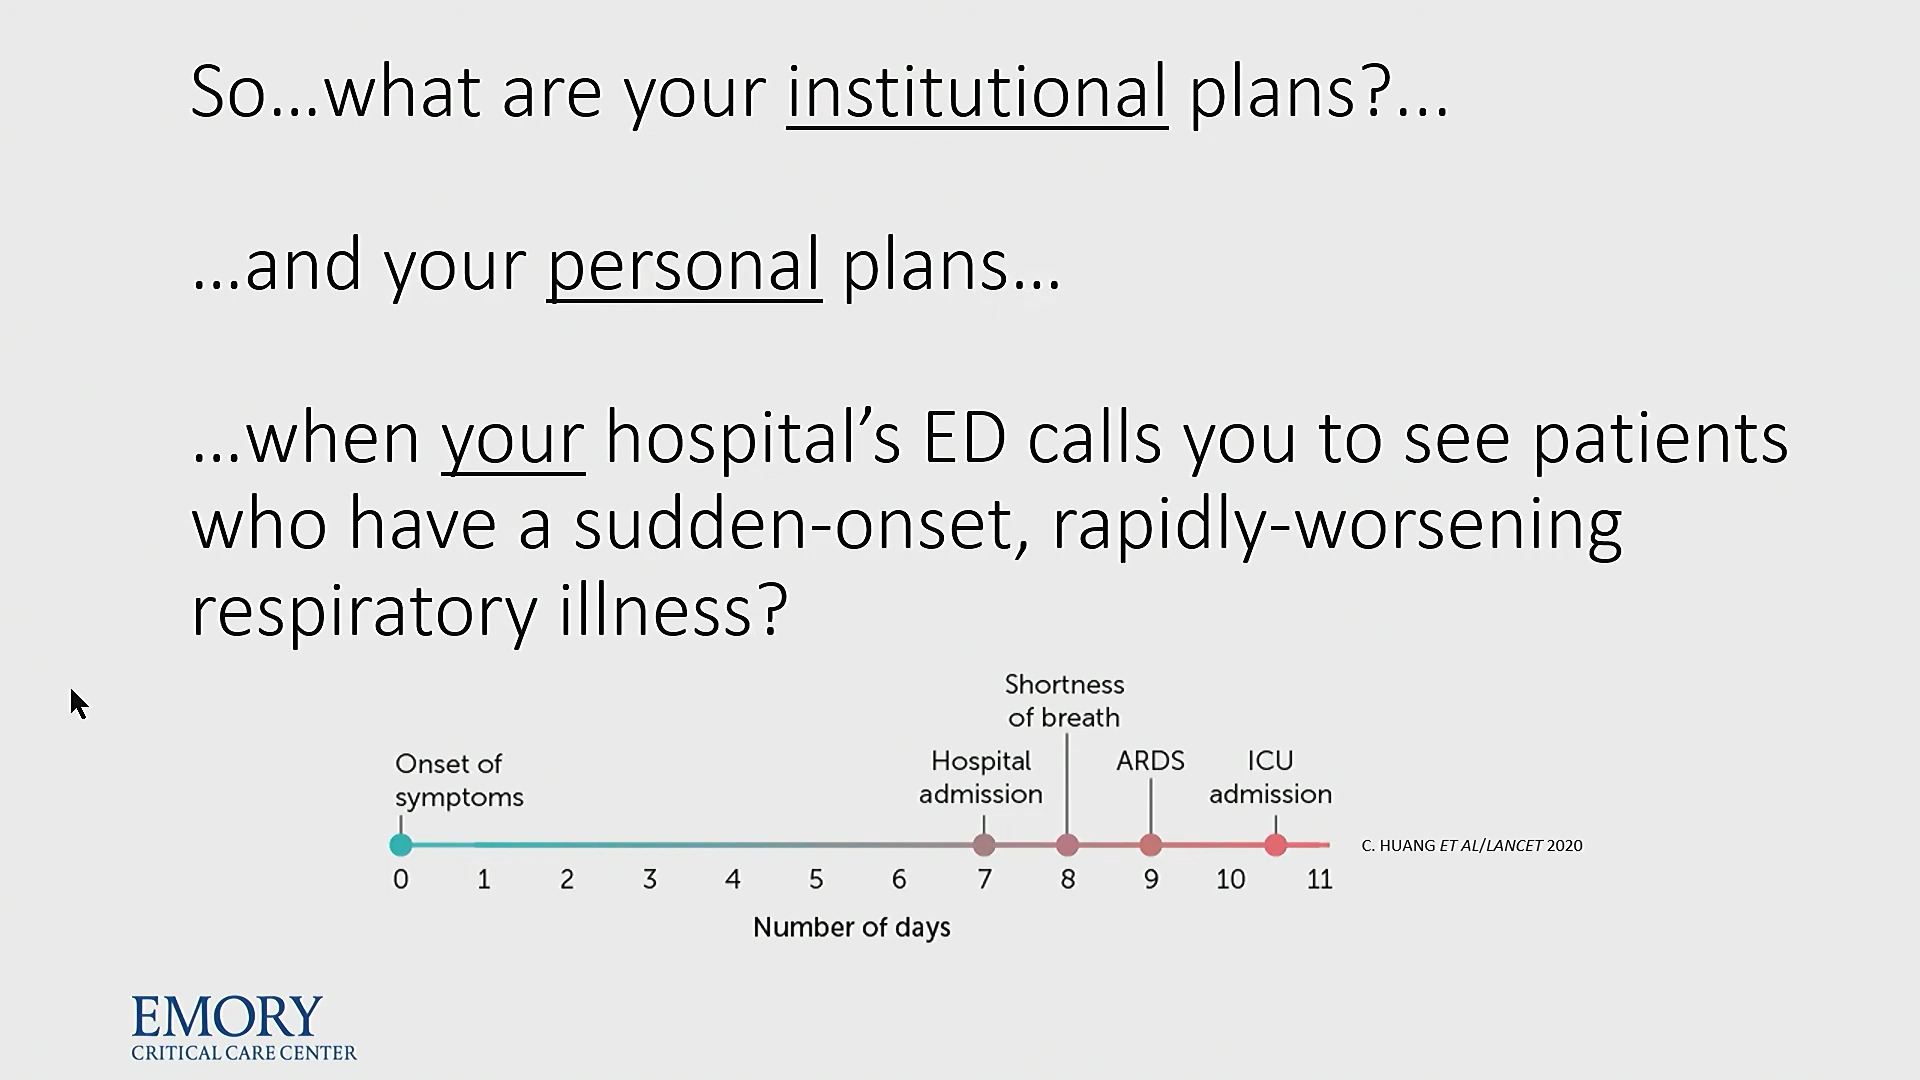 So...what are your institutional plans?...
...and your personal plans...
...when your hospital’s ED calls you to see patients
who have a sudden-onset, rapidly-worsening
respiratory illness?
Shortness
of breath
Onset of
symptoms
Hospital
admission
ARDS
ICU
admission
C. HUANG ET AL/LANCET 2020
0 1 2 3 4 5 6 7 8 9 10 11
Number of days
EMORY
CRITICAL CARE CENTER